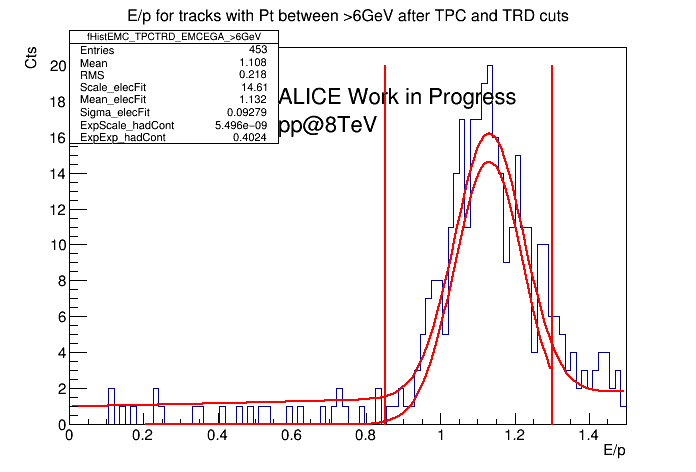 E/p for tracks with Pt between >6GeV after TPC and TRD cuts
fHistEMC_TPCTRD_EMCEGA_>6GeV
Entries 453
Mean 1.108
RMS 0.218
Scale_elecFit 14.61
Mean_elecFit 1.132
Sigma_elecFit 0.09279
ExpScale_hadCont 5.496e−09
ExpExp_hadCont 0.4024
ALICE Work in Progress
pp@8TeV
Cts
20
18
16
14
12
10
8
6
4
2
0
0 0.2 0.4 0.6 0.8 1 1.2 1.4
E/p